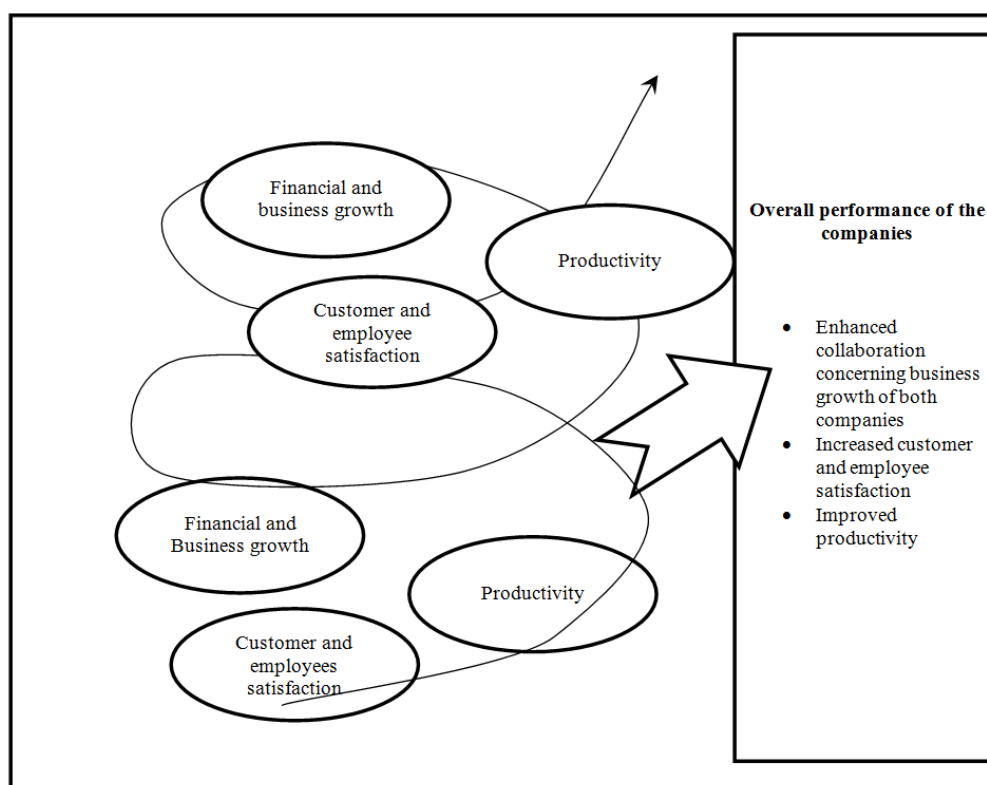 Financial and
business growth
Productivity
Customer and
employee
satisfaction
Financial and
Business growth
Productivity
Customer and
employees
satisfaction
Overall performance of the
companies
• Enhanced
collaboration
concerning business
growth of both
companies
• Increased customer
and employee
satisfaction
• Improved
productivity